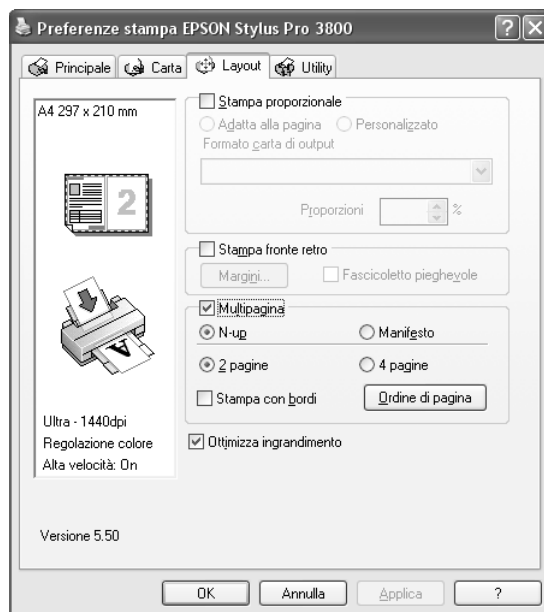 Preferenze stampa EPSON Stylus Pro 3800
Principale
Carta
Layout
Utility
A4 297 x 210 mm
2
A
Ultra - 1440dpi
Regolazione colore
Alta velocità: On
Versione 5.50
Stampa proporzionale
Adatta alla pagina
Personalizzato
Formato carta di output
Proporzioni
%
Stampa fronte retro
Margini...
Fascicoletto pieghevole
Multipagina
N-up
Manifesto
2 pagine
4 pagine
Stampa con bordi
Ordine di pagina
Ottimizza ingrandimento
OK
Annulla
Applica
?